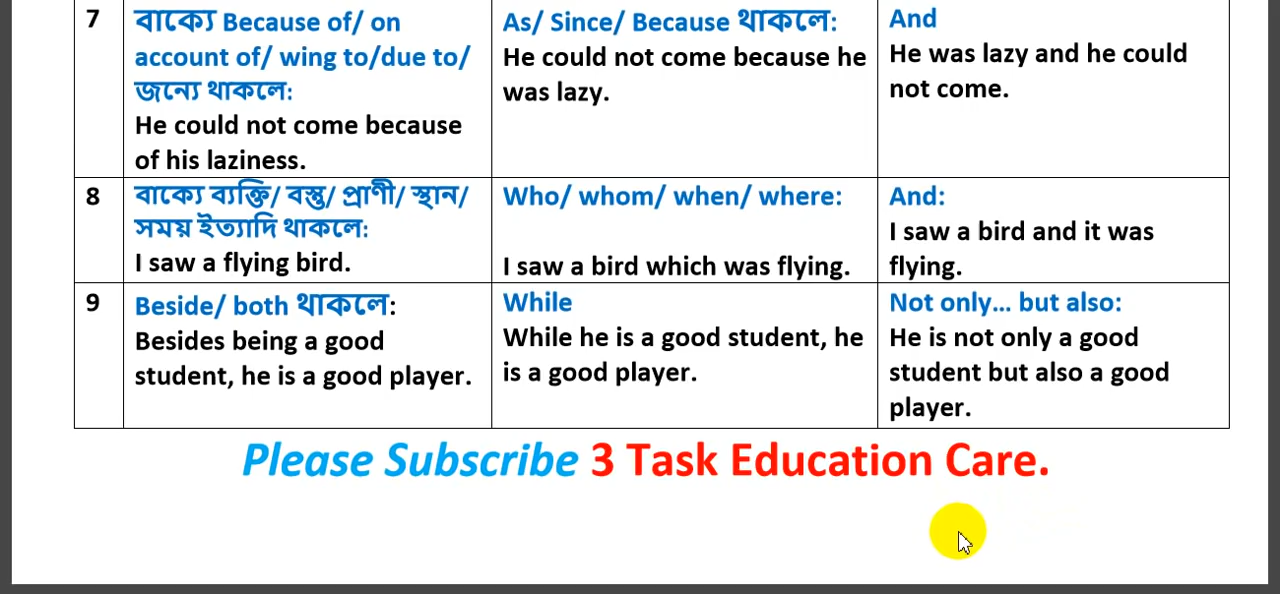 7
বাক্যে Because of/ on
account of/ wing to/due to/
জন্যে থাকলে:
He could not come because
of his laziness.
As/ Since/ Because থাকলে:
He could not come because he
was lazy.
And
He was lazy and he could
not come.
8
বাক্যে ব্যক্তি/ বস্তু/ প্রাণী/ স্থান/
সময় ইত্যাদি থাকলে:
I saw a flying bird.
Who/ whom/ when/ where:
I saw a bird which was flying.
And:
I saw a bird and it was
flying.
9
Beside/ both থাকলে:
Besides being a good
student, he is a good player.
While
While he is a good student, he
is a good player.
Not only... but also:
He is not only a good
student but also a good
player.
Please Subscribe 3 Task Education Care.